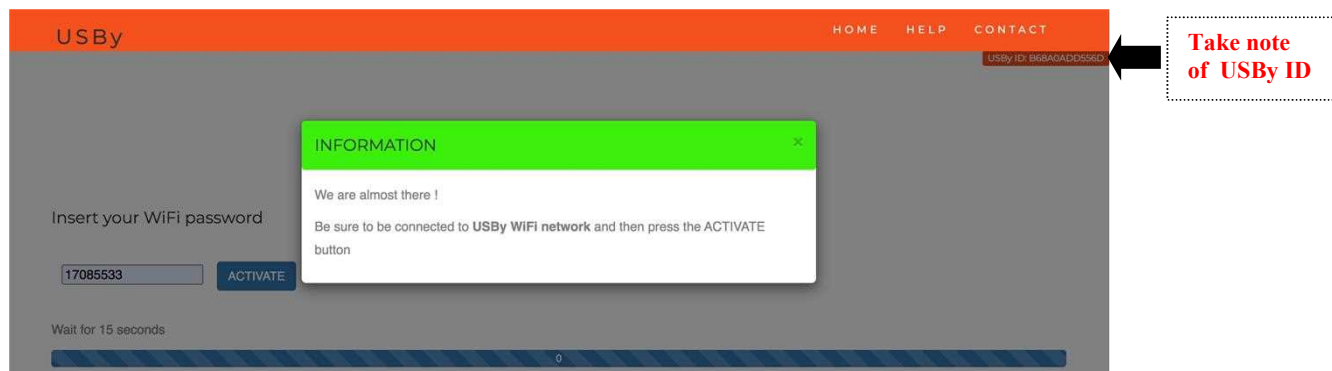 USBy
HOME HELP CONTACT
USBy ID: B68A0ADD556D
Take note
of USBy ID
INFORMATION
×
We are almost there !
Be sure to be connected to USBy WiFi network and then press the ACTIVATE
button
Insert your WiFi password
17085533
ACTIVATE
Wait for 15 seconds
0